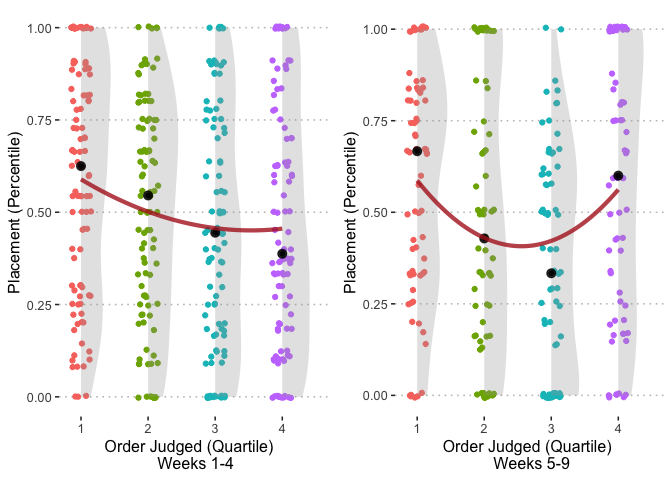 Placement (Percentile)
1.00
0.75
0.50
0.25
0.00
1 2 3 4
Order Judged (Quartile)
Weeks 1-4
Placement (Percentile)
1.00
0.75
0.50
0.25
0.00
1 2 3 4
Order Judged (Quartile)
Weeks 5-9